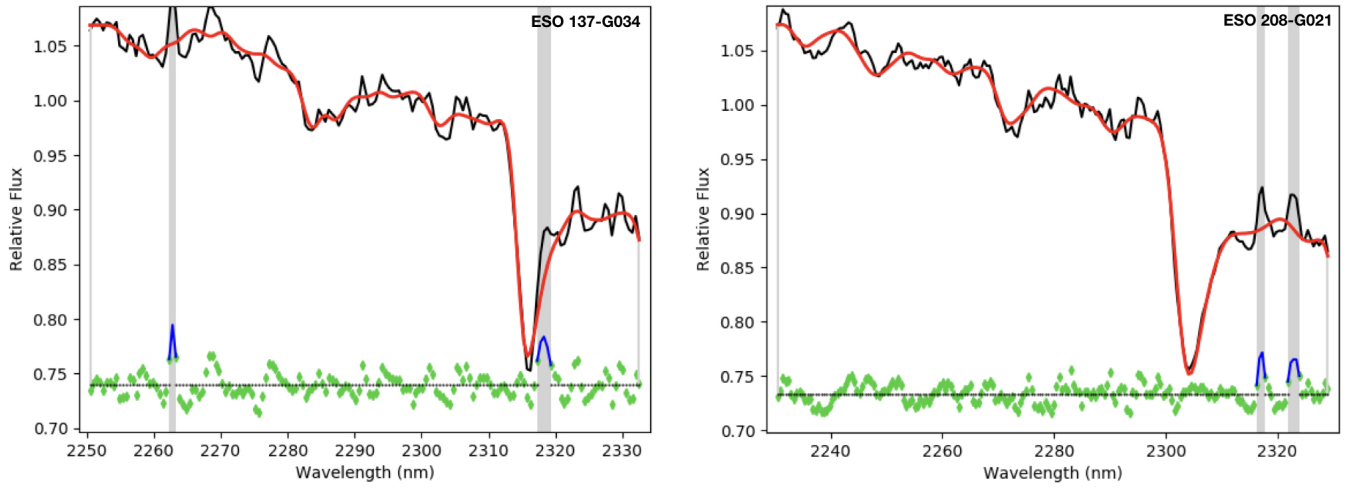 ESO 137-G034
1.05
1.00
0.95
0.90
0.85
0.80
0.75
0.70
Relative Flux
2250 2260 2270 2280 2290 2300 2310 2320 2330
Wavelength (nm)
ESO 208-G021
1.05
1.00
0.95
0.90
0.85
0.80
0.75
0.70
Relative Flux
2240 2260 2280 2300 2320
Wavelength (nm)